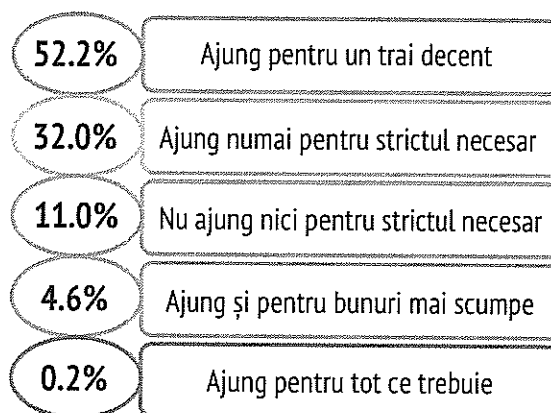 52.2% Ajung pentru un trai decent
32.0% Ajung numai pentru strictul necesar
11.0% Nu ajung nici pentru strictul necesar
4.6% Ajung și pentru bunuri mai scumpe
0.2% Ajung pentru tot ce trebuie